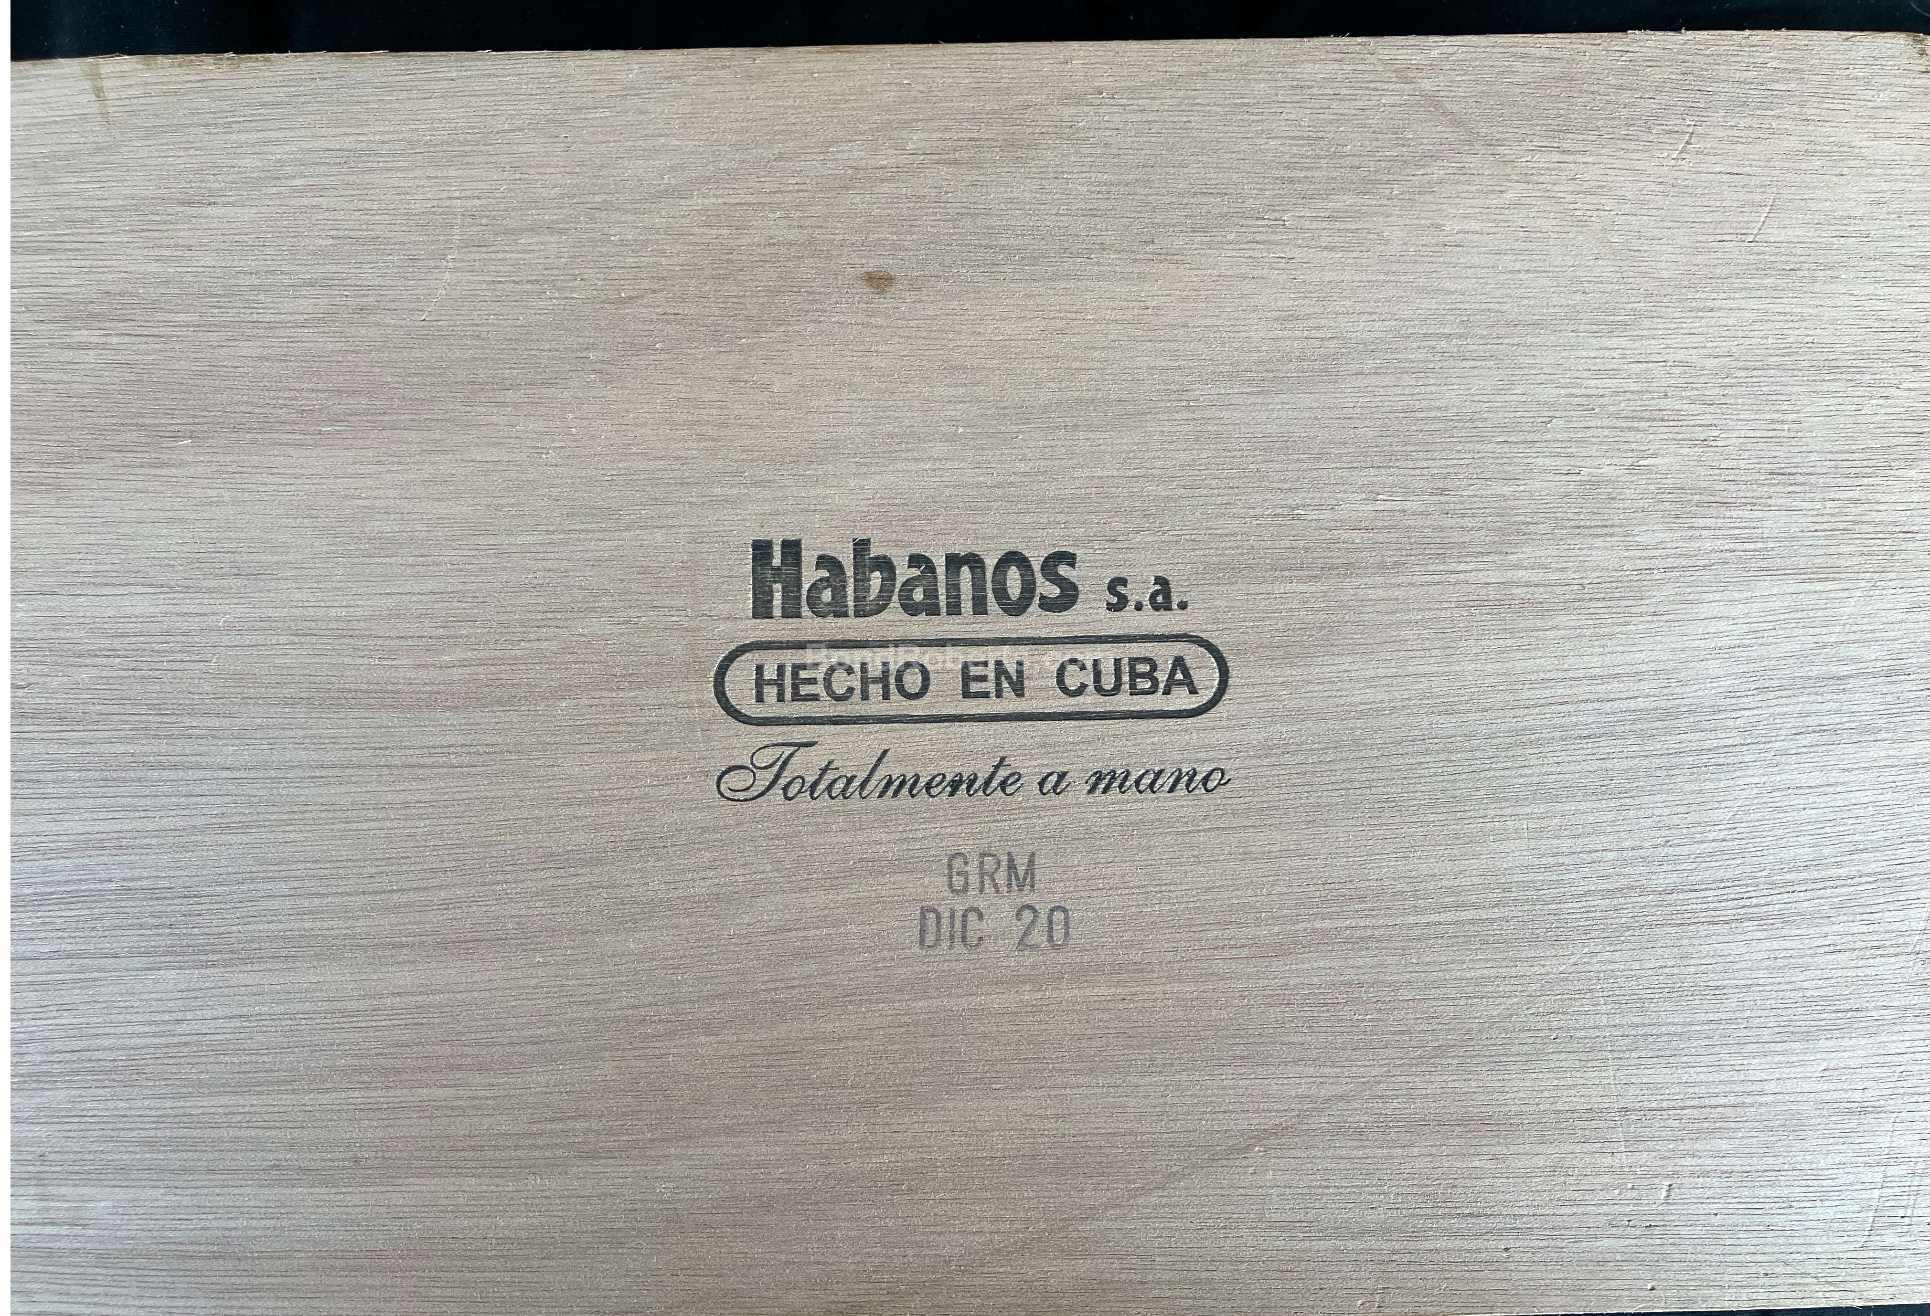 Habanos s.a.
HECHO EN CUBA
Totalmente a mano
GRM
DIC 20